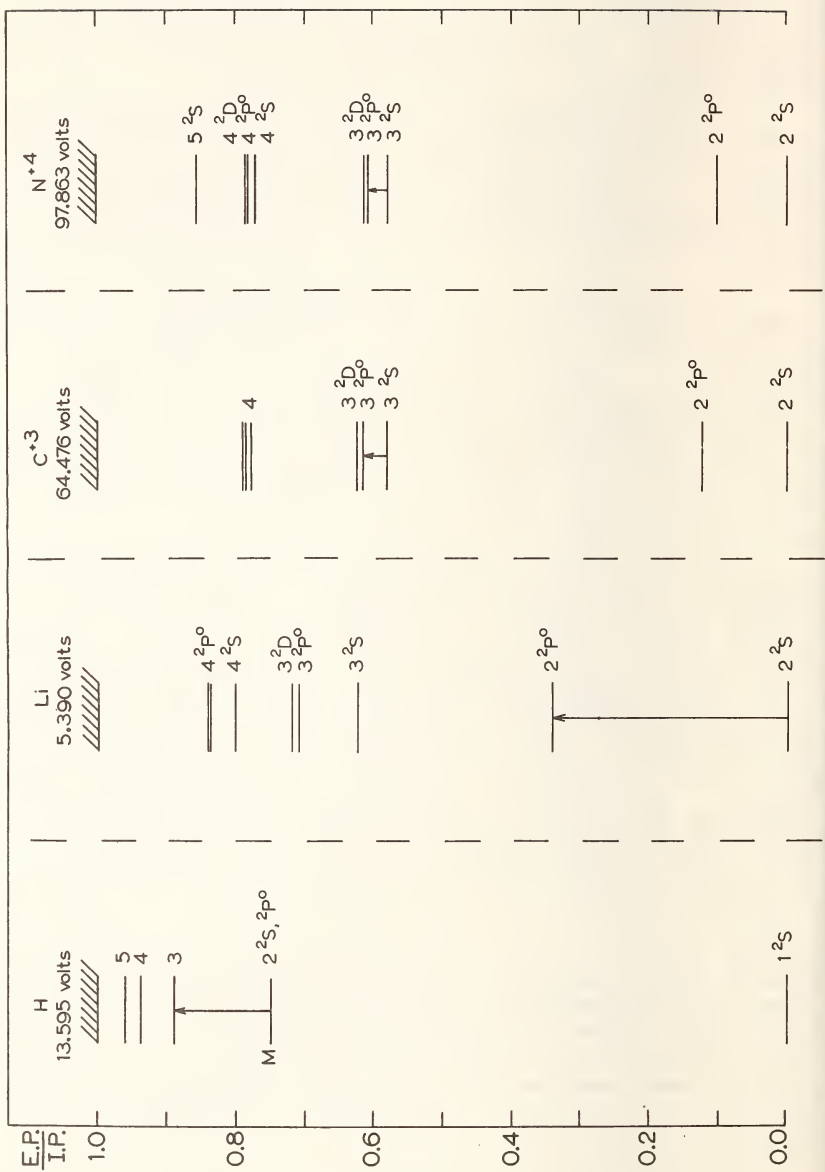 E.P.
I.P.
1.0
0.8
0.6
0.4
0.2
0.0
H
13.595 volts
5
4
3
M
2 ²S, ²P°
1 ²S
Li
5.390 volts
4 ²P°
4 ²S
3 ²D
3 ²P°
3 ²S
2 ²P°
2 ²S
C⁺³
64.476 volts
4
3 ²D
3 ²P°
3 ²S
2 ²P°
2 ²S
N⁺⁴
97.863 volts
5 ²S
4 ²D
4 ²P°
4 ²S
3 ²D
3 ²P°
3 ²S
2 ²P°
2 ²S